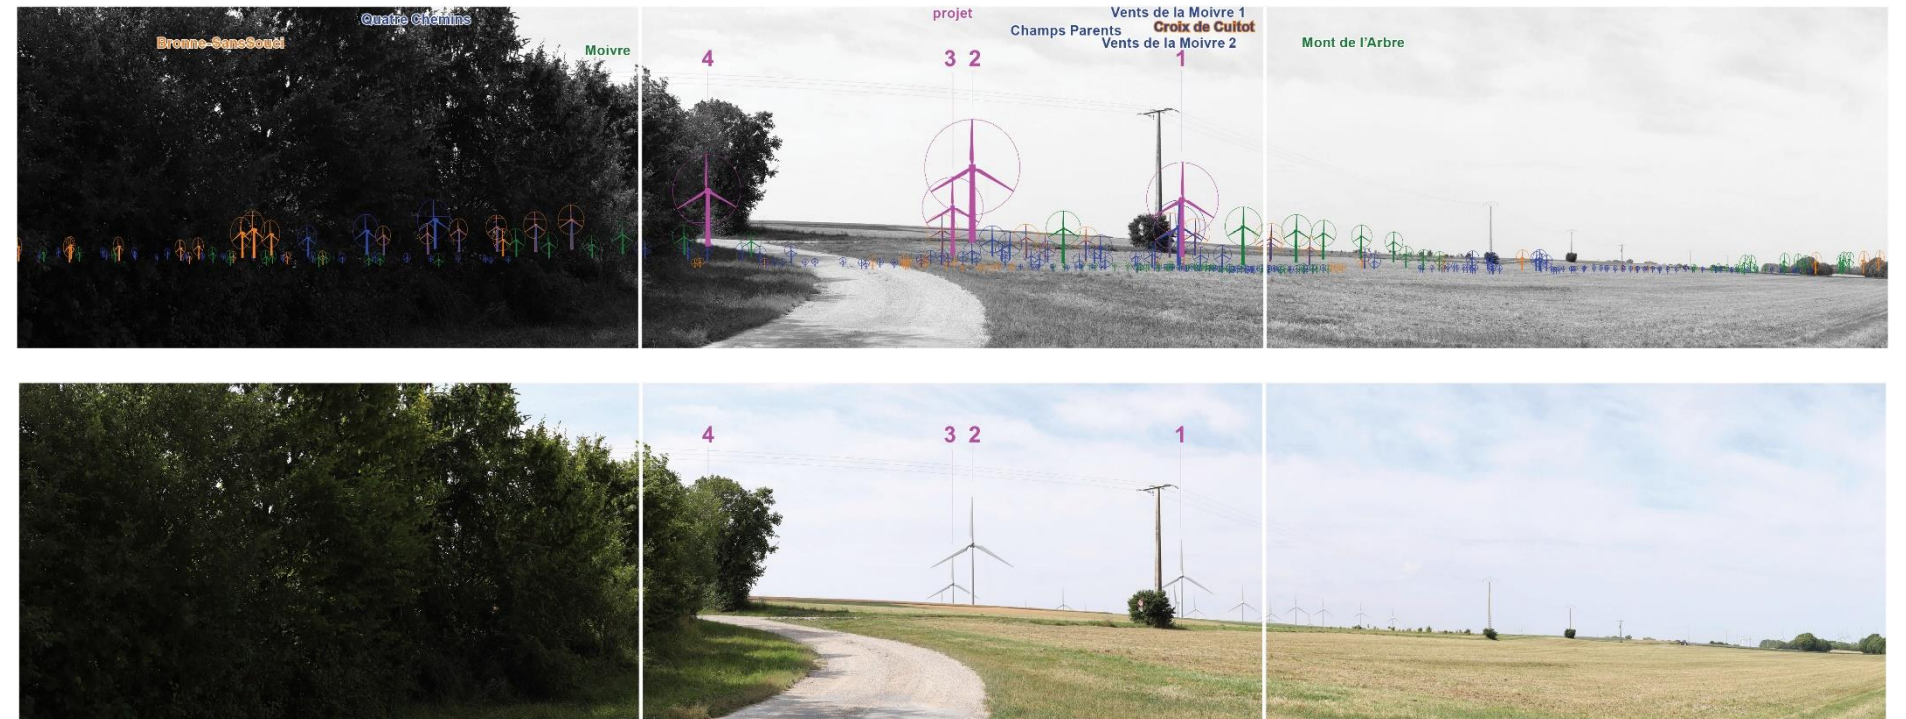 Quatre Chemins
projet
Vents de la Moivre 1
Bronne-SansSouci
Champs Parents
Croix de Cuitot
Moivre
Vents de la Moivre 2
Mont de l'Arbre
4
3
2
1
4
3
2
1